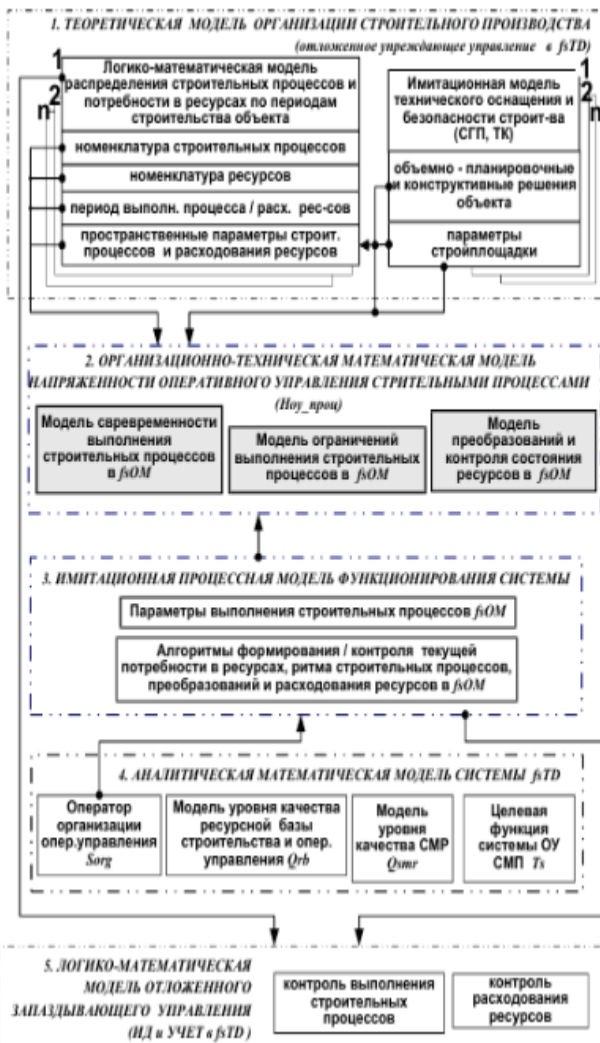 1. ТЕОРЕТИЧЕСКАЯ МОДЕЛЬ ОРГАНИЗАЦИИ СТРОИТЕЛЬНОГО ПРОИЗВОДСТВА
(отложенное упреждающее управление в fsTD)
1
2
n
Логико-математическая модель
распределения строительных процессов и
потребности в ресурсах по периодам
строительства объекта
номенклатура строительных процессов
номенклатура ресурсов
период выполн. процесса / расх. рес-сов
пространственные параметры строит.
процессов и расходования ресурсов
1
2
n
Имитационная модель
технического оснащения и
безопасности строит-ва
(СГП, ТК)
объемно - планировочные
и конструктивные решения
объекта
параметры
стройплощадки
2. ОРГАНИЗАЦИОННО-ТЕХНИЧЕСКАЯ МАТЕМАТИЧЕСКАЯ МОДЕЛЬ
НАПРЯЖЕННОСТИ ОПЕРАТИВНОГО УПРАВЛЕНИЯ СТРИТЕЛЬНЫМИ ПРОЦЕССАМИ
(Ноу_проц)
Модель свревременности
выполнения
строительных процессов
в fsOM
Модель ограничений
выполнения строительных
процессов в fsOM
Модель
преобразований и
контроля состояния
ресурсов в fsOM
3. ИМИТАЦИОННАЯ ПРОЦЕССНАЯ МОДЕЛЬ ФУНКЦИОНИРОВАНИЯ СИСТЕМЫ
Параметры выполнения строительных процессов fsOM
Алгоритмы формирования / контроля текущей
потребности в ресурсах, ритма строительных процессов,
преобразований и расходования ресурсов в fsOM
4. АНАЛИТИЧЕСКАЯ МАТЕМАТИЧЕСКАЯ МОДЕЛЬ СИСТЕМЫ fsTD
Оператор
организации
опер.управления
Sorg
Модель уровня качества
ресурсной базы
строительства и опер.
управления Qrb
Модель
уровня
качества СМР
Qsmr
Целевая
функция
системы ОУ
СМП Ts
5. ЛОГИКО-МАТЕМАТИЧЕСКАЯ
МОДЕЛЬ ОТЛОЖЕННОГО
ЗАПАЗДЫВАЮЩЕГО УПРАВЛЕНИЯ
(ИД и УЧЕТ в fsTD )
контроль выполнения
строительных
процессов
контроль
расходования
ресурсов